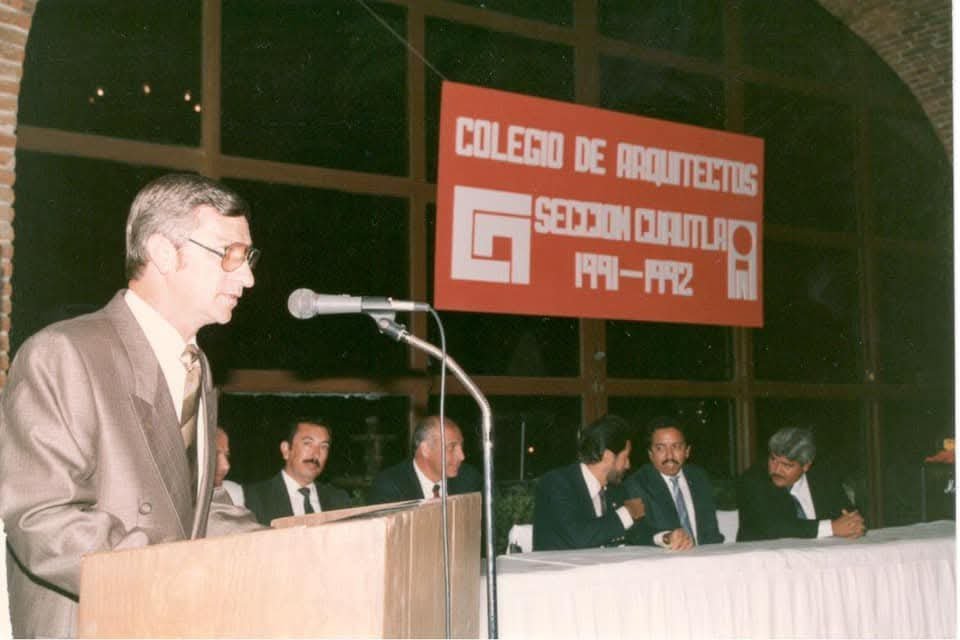 COLEGIO DE ARQUITECTOS
SECCION CUAUTLA
1991-1992